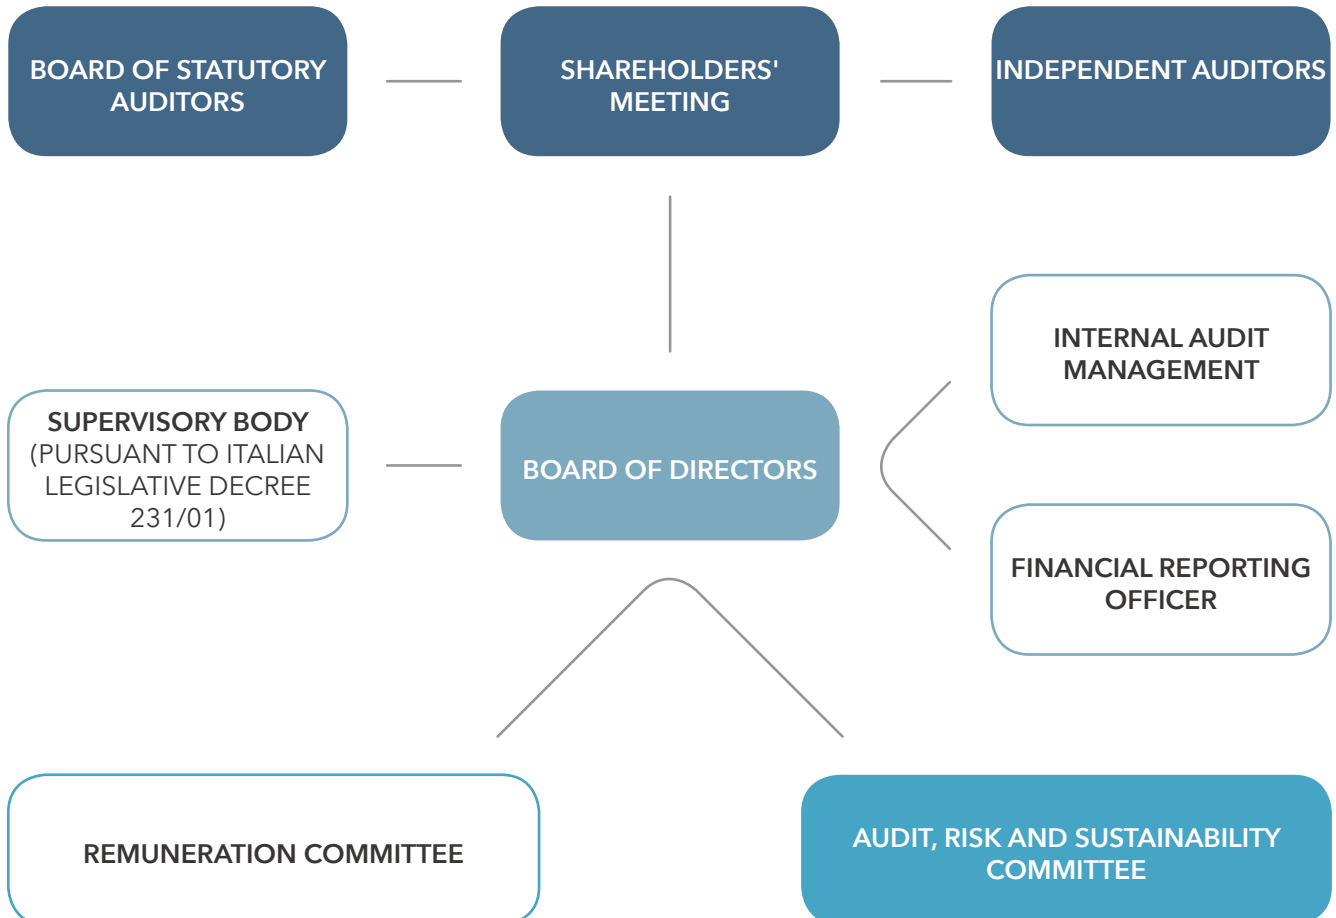 BOARD OF STATUTORY
AUDITORS
SHAREHOLDERS'
MEETING
INDEPENDENT AUDITORS
INTERNAL AUDIT
MANAGEMENT
SUPERVISORY BODY
(PURSUANT TO ITALIAN
LEGISLATIVE DECREE
231/01)
BOARD OF DIRECTORS
FINANCIAL REPORTING
OFFICER
REMUNERATION COMMITTEE
AUDIT, RISK AND SUSTAINABILITY
COMMITTEE